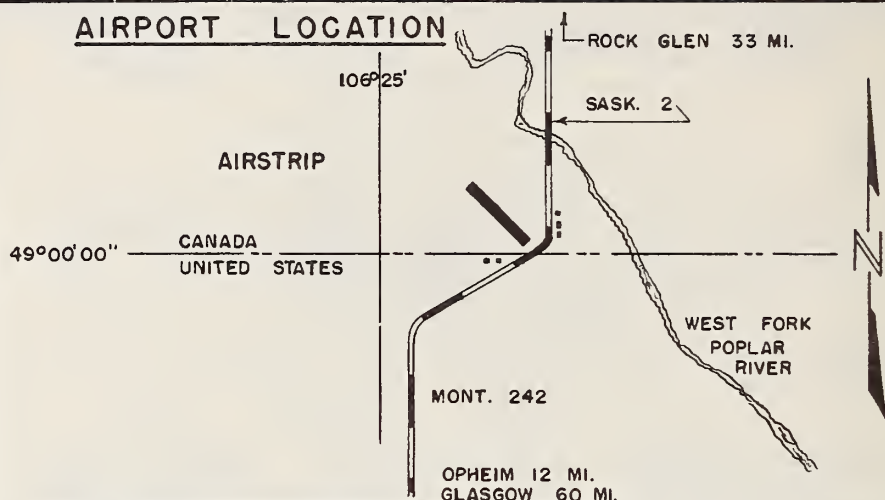 AIRPORT LOCATION
ROCK GLEN 33 MI.
106°25'
SASK. 2
AIRSTRIP
49°00'00"
CANADA
UNITED STATES
N
WEST FORK
POPLAR
RIVER
MONT. 242
OPHEIM 12 MI.
GLASGOW 60 MI.